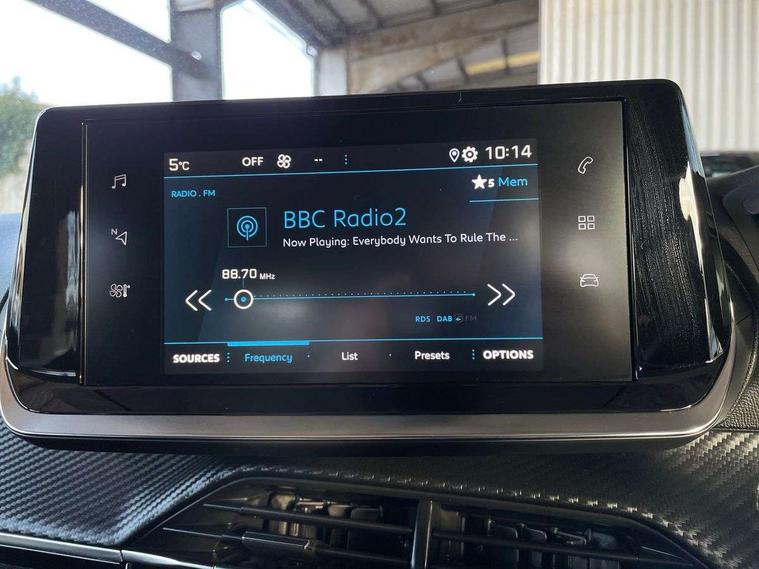 5°C OFF -- 10:14
RADIO . FM
5 Mem
BBC Radio2
Now Playing: Everybody Wants To Rule The ...
88.70 MHz
RDS DAB FM
SOURCES Frequency List Presets OPTIONS
N